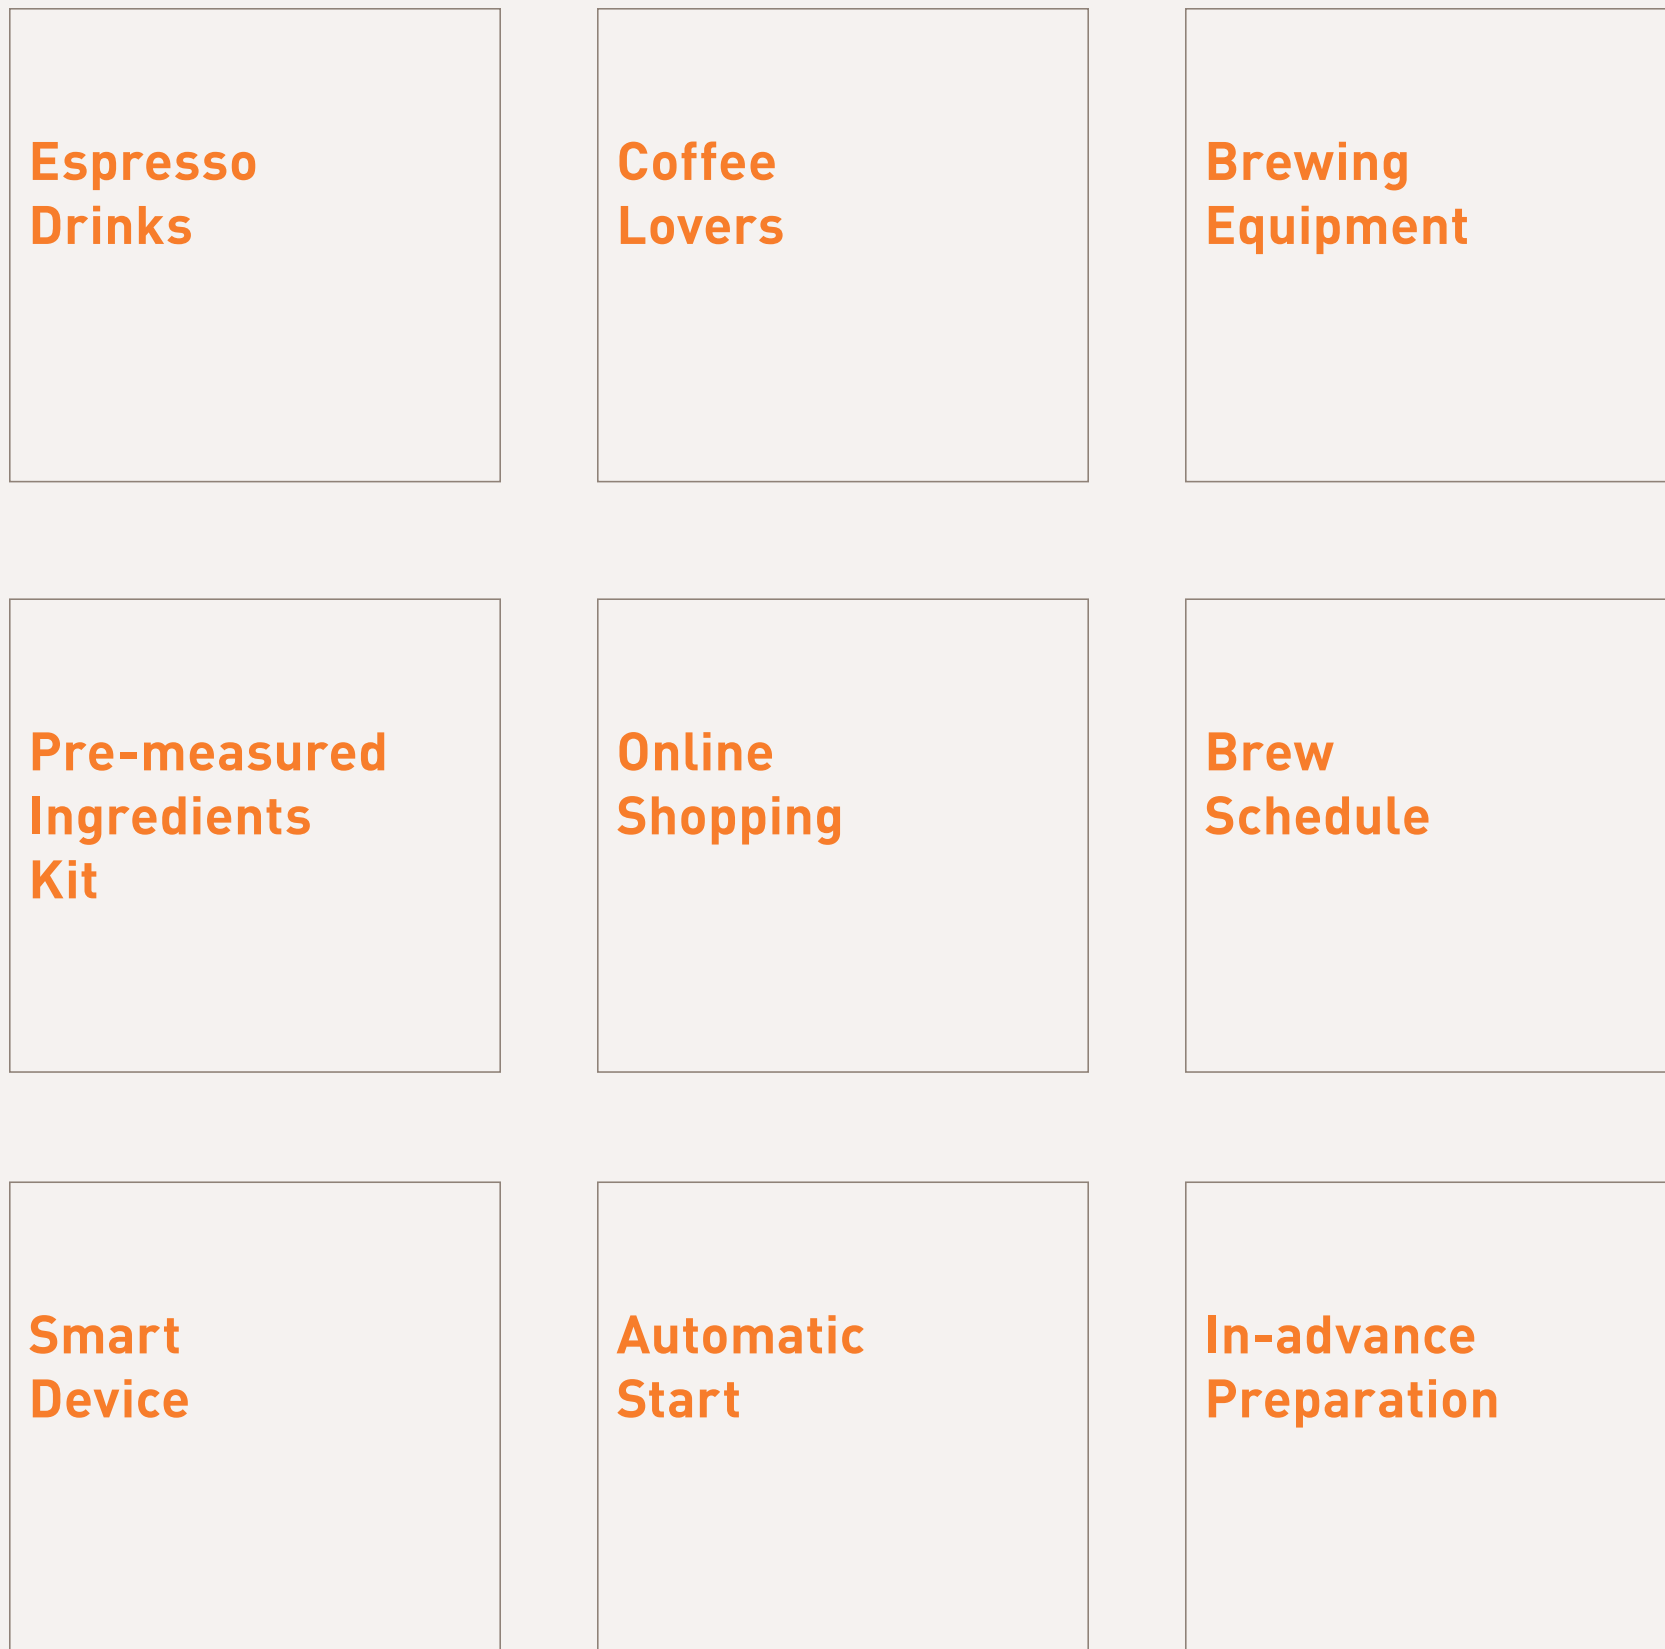 Espresso
Drinks
Coffee
Lovers
Brewing
Equipment
Pre-measured
Ingredients
Kit
Online
Shopping
Brew
Schedule
Smart
Device
Automatic
Start
In-advance
Preparation